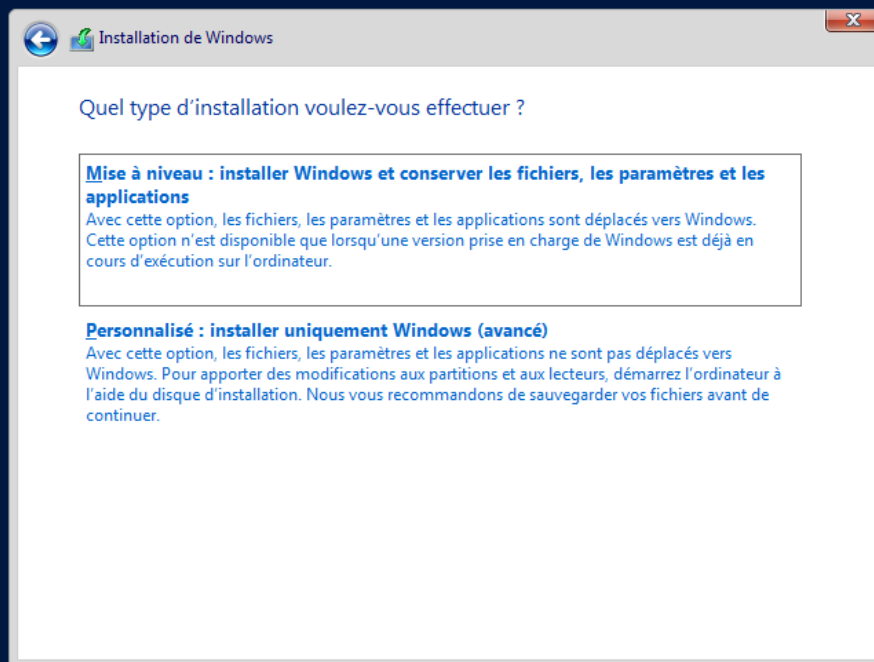 Installation de Windows
Quel type d’installation voulez-vous effectuer ?
Mise à niveau : installer Windows et conserver les fichiers, les paramètres et les
applications
Avec cette option, les fichiers, les paramètres et les applications sont déplacés vers Windows.
Cette option n’est disponible que lorsqu’une version prise en charge de Windows est déjà en
cours d’exécution sur l’ordinateur.
Personnalisé : installer uniquement Windows (avancé)
Avec cette option, les fichiers, les paramètres et les applications ne sont pas déplacés vers
Windows. Pour apporter des modifications aux partitions et aux lecteurs, démarrez l’ordinateur à
l’aide du disque d’installation. Nous vous recommandons de sauvegarder vos fichiers avant de
continuer.